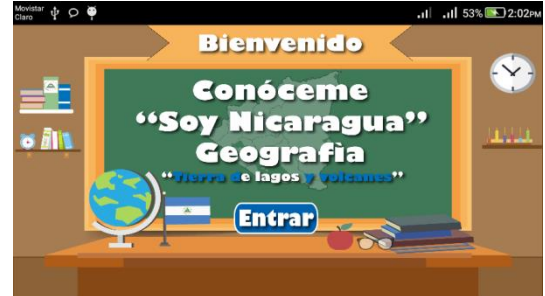 Movistar
Claro
53% 2:02PM
Bienvenido
Conóceme
“Soy Nicaragua”
Geografìa
“Tierra de lagos y volcanes”
Entrar